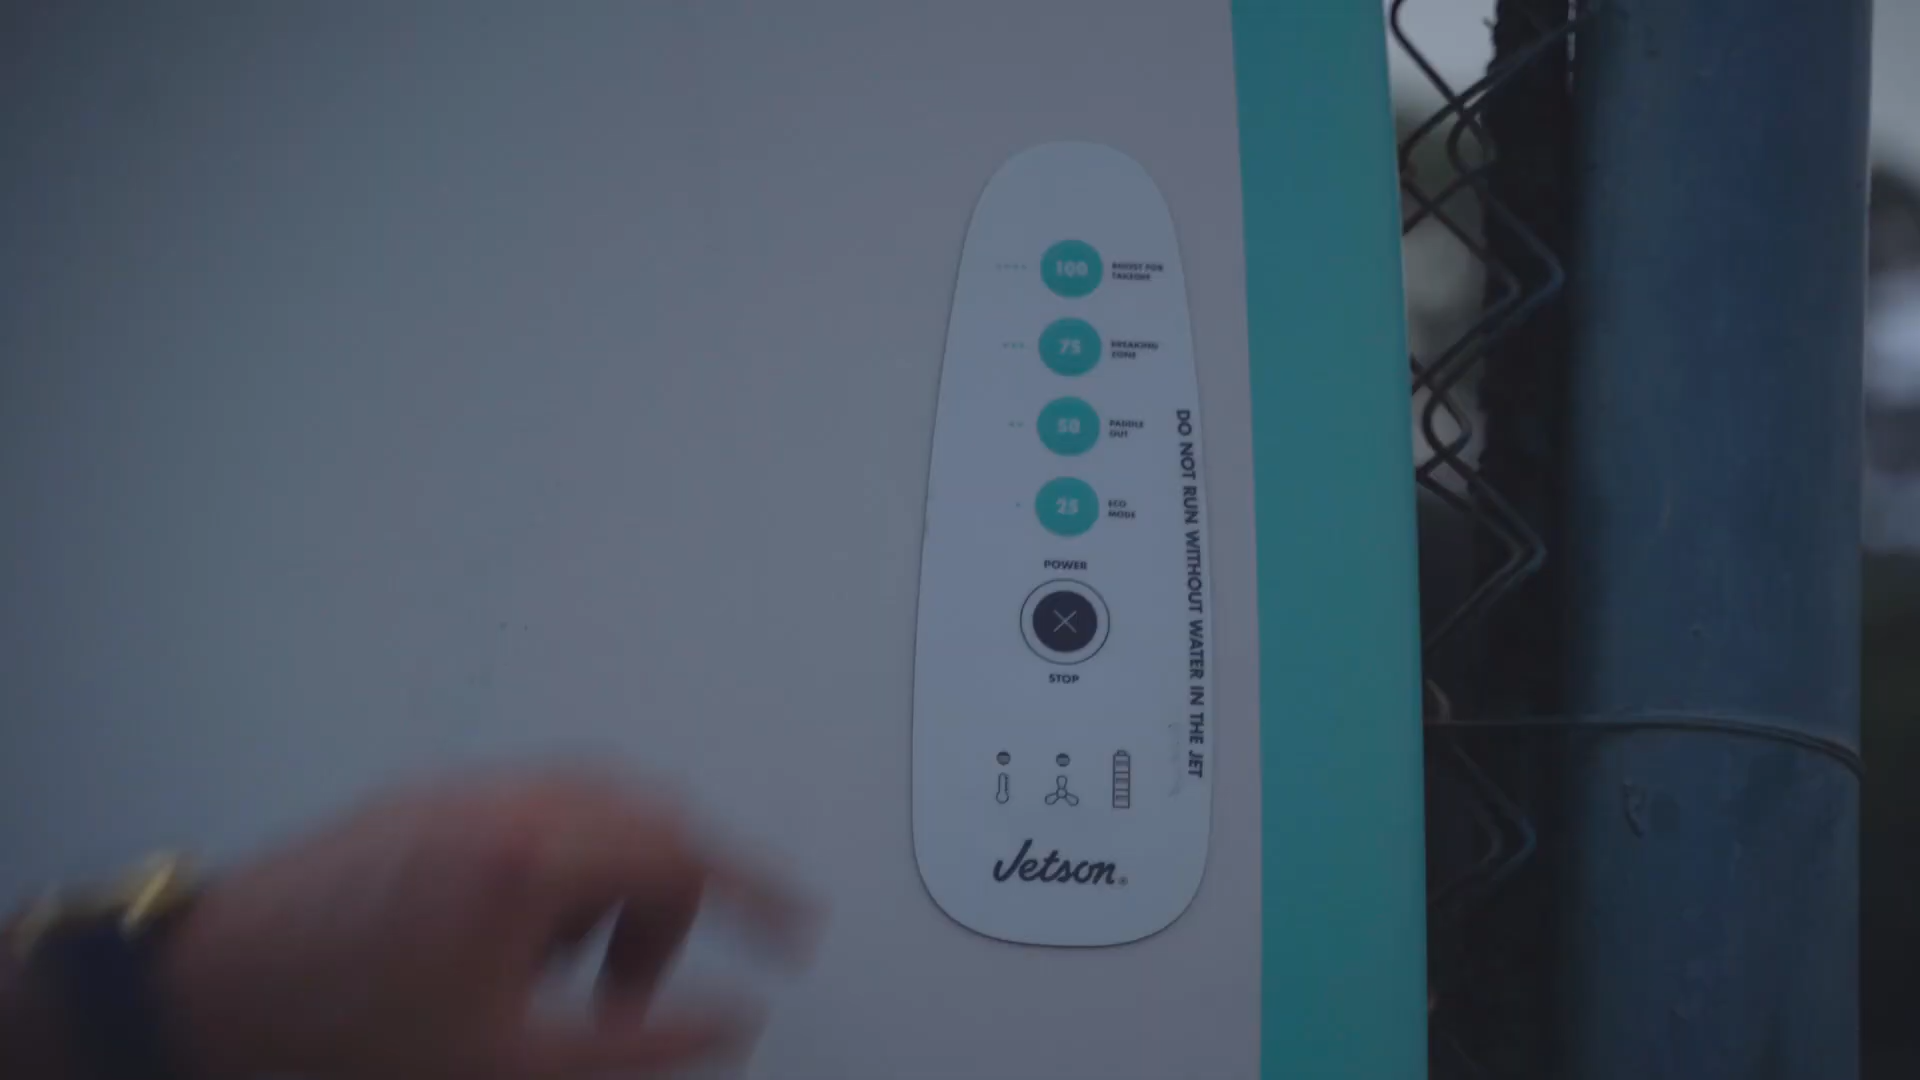 100
BOOST FOR
TAKEOFF
75
BREAKING
ZONE
50
PADDLE
OUT
25
ECO
MODE
POWER
STOP
DO NOT RUN WITHOUT WATER IN THE JET
Jetson®